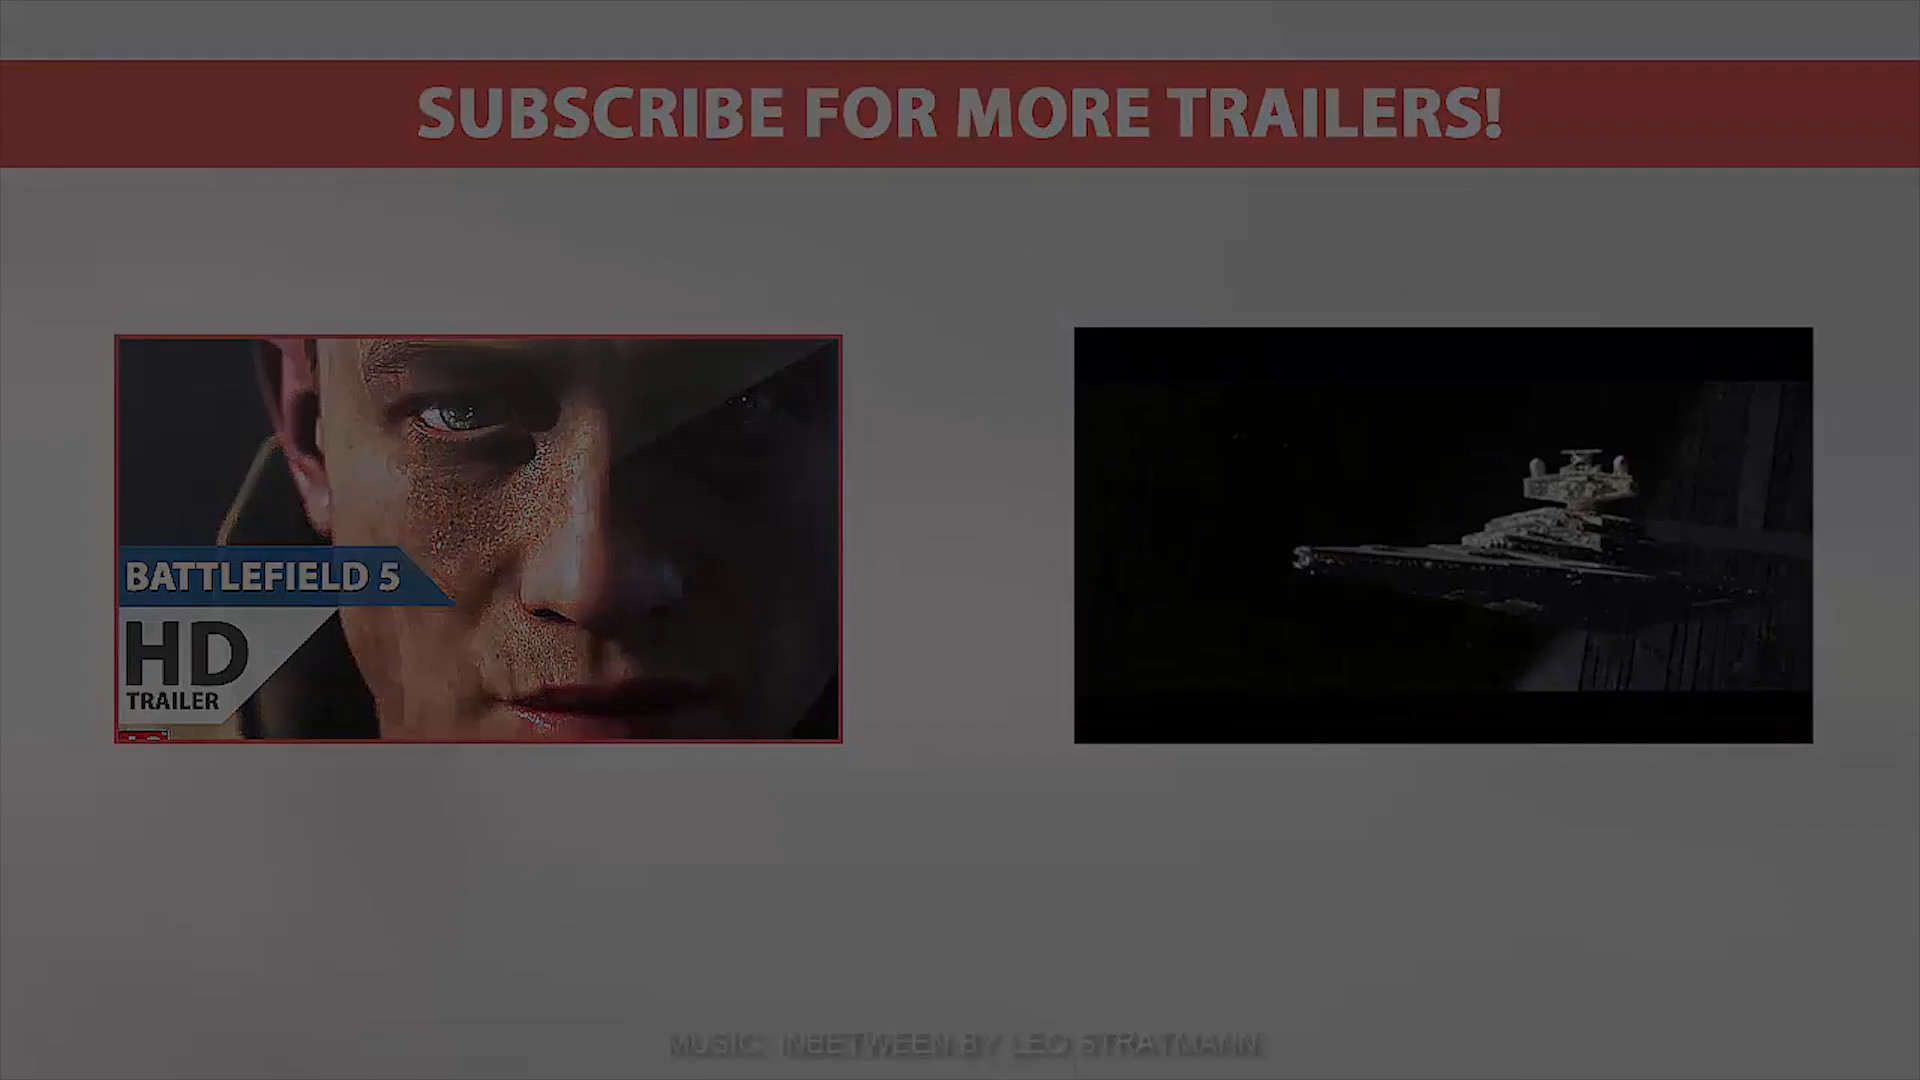 SUBSCRIBE FOR MORE TRAILERS!
BATTLEFIELD 5
HD
TRAILER
MUSIC: INBETWEEN BY LEO STRATMANN